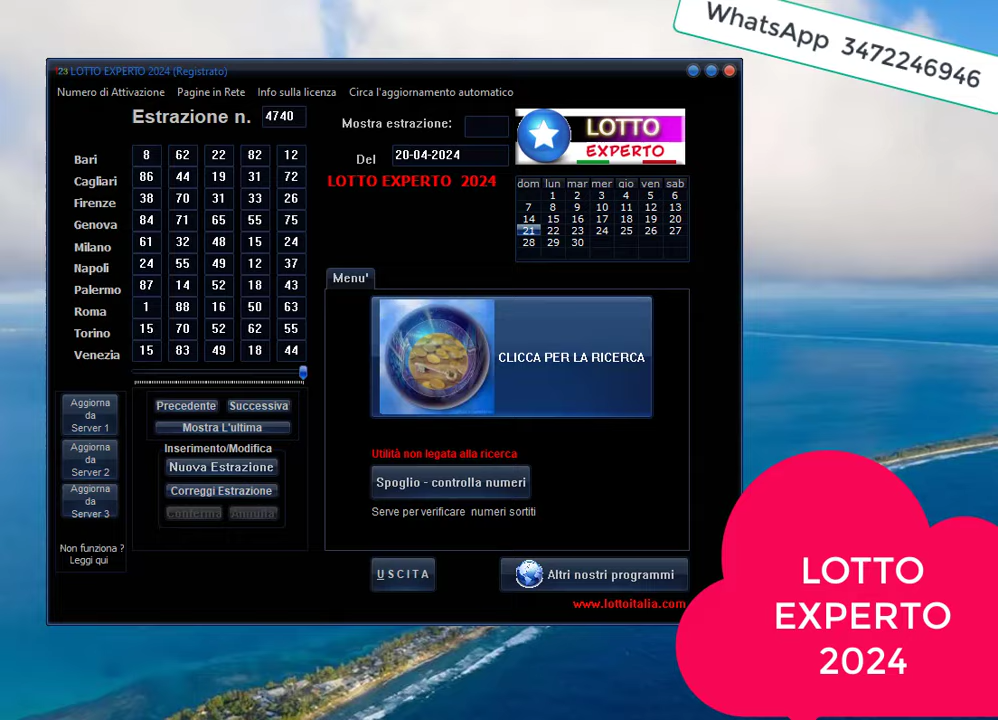 WhatsApp 3472246946
123 LOTTO EXPERTO 2024 (Registrato)
Numero di Attivazione Pagine in Rete Info sulla licenza Circa l'aggiornamento automatico
Estrazione n. 4740
Mostra estrazione:
Del 20-04-2024
LOTTO EXPERTO 2024
LOTTO
EXPERTO
Bari 8 62 22 82 12
Cagliari 86 44 19 31 72
Firenze 38 70 31 33 26
Genova 84 71 65 55 75
Milano 61 32 48 15 24
Napoli 24 55 49 12 37
Palermo 87 14 52 18 43
Roma 1 88 16 50 63
Torino 15 70 52 62 55
Venezia 15 83 49 18 44
dom lun mar mer gio ven sab
1 2 3 4 5 6
7 8 9 10 11 12 13
14 15 16 17 18 19 20
21 22 23 24 25 26 27
28 29 30
Menu'
CLICCA PER LA RICERCA
Aggiorna
da
Server 1
Aggiorna
da
Server 2
Aggiorna
da
Server 3
Non funziona ?
Leggi qui
Precedente Successiva
Mostra L'ultima
Inserimento/Modifica
Nuova Estrazione
Correggi Estrazione
Conferma Annulla
Utilità non legata alla ricerca
Spoglio - controlla numeri
Serve per verificare numeri sortiti
USCITA
Altri nostri programmi
www.lottoitalia.com
LOTTO
EXPERTO
2024